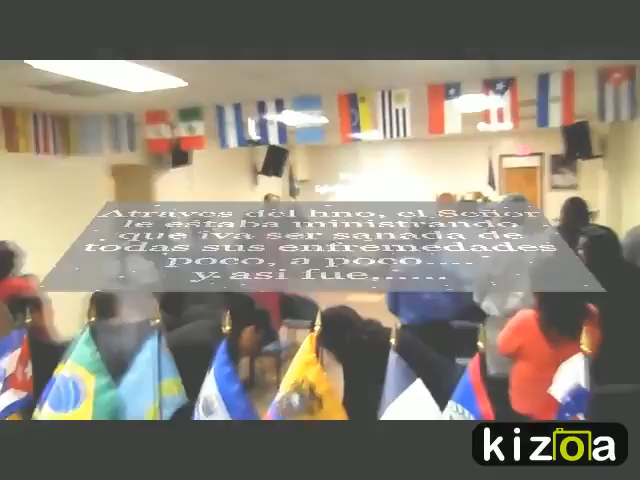 Atraves del hno, el Señor
le estaba ministrando
que iva ser sanada de
todas sus enfremedades
poco, a poco....
y asi fue,......
kizoa